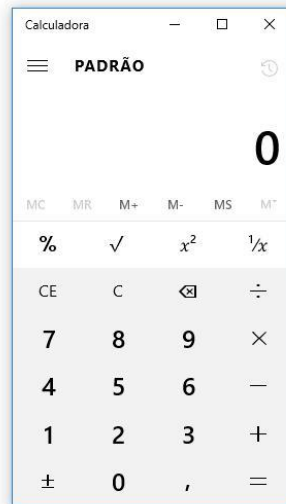 Calculadora
PADRÃO
0
MC MR M+ M- MS M˅
% √ x² ¹/x
CE C ⌫ ÷
7 8 9 ×
4 5 6 −
1 2 3 +
± 0 , =